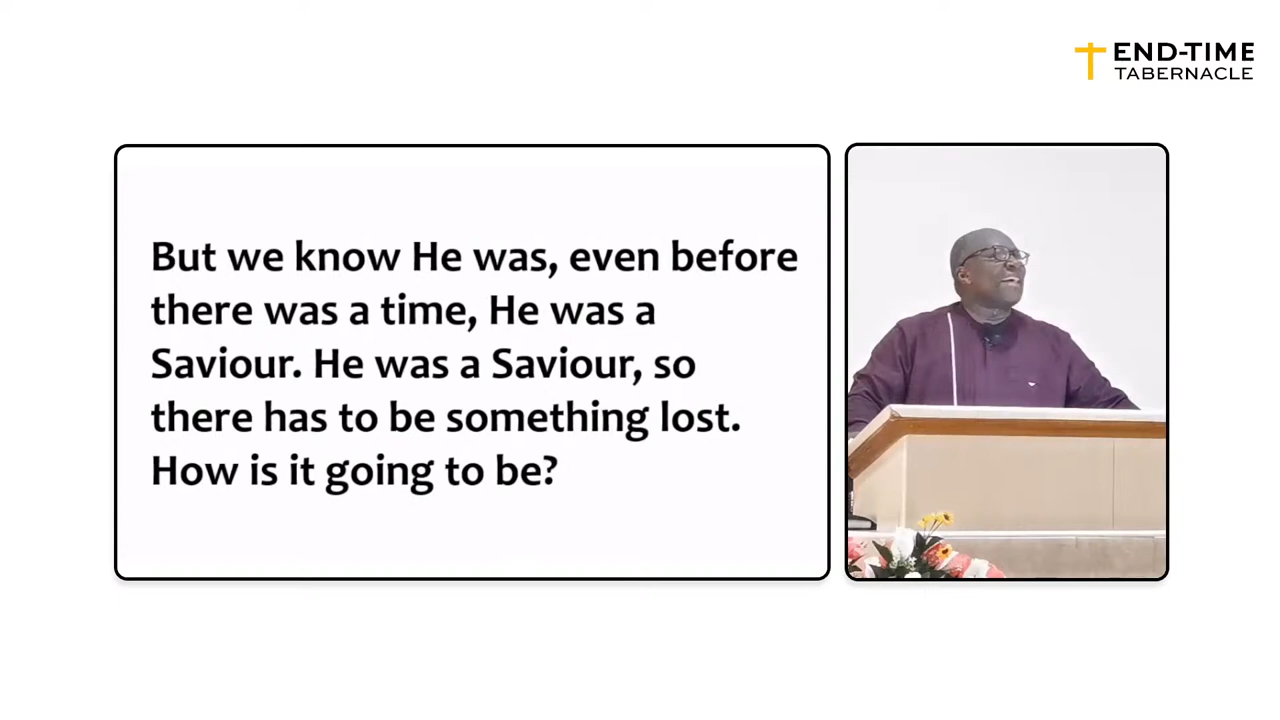 END-TIME
TABERNACLE
But we know He was, even before
there was a time, He was a
Saviour. He was a Saviour, so
there has to be something lost.
How is it going to be?